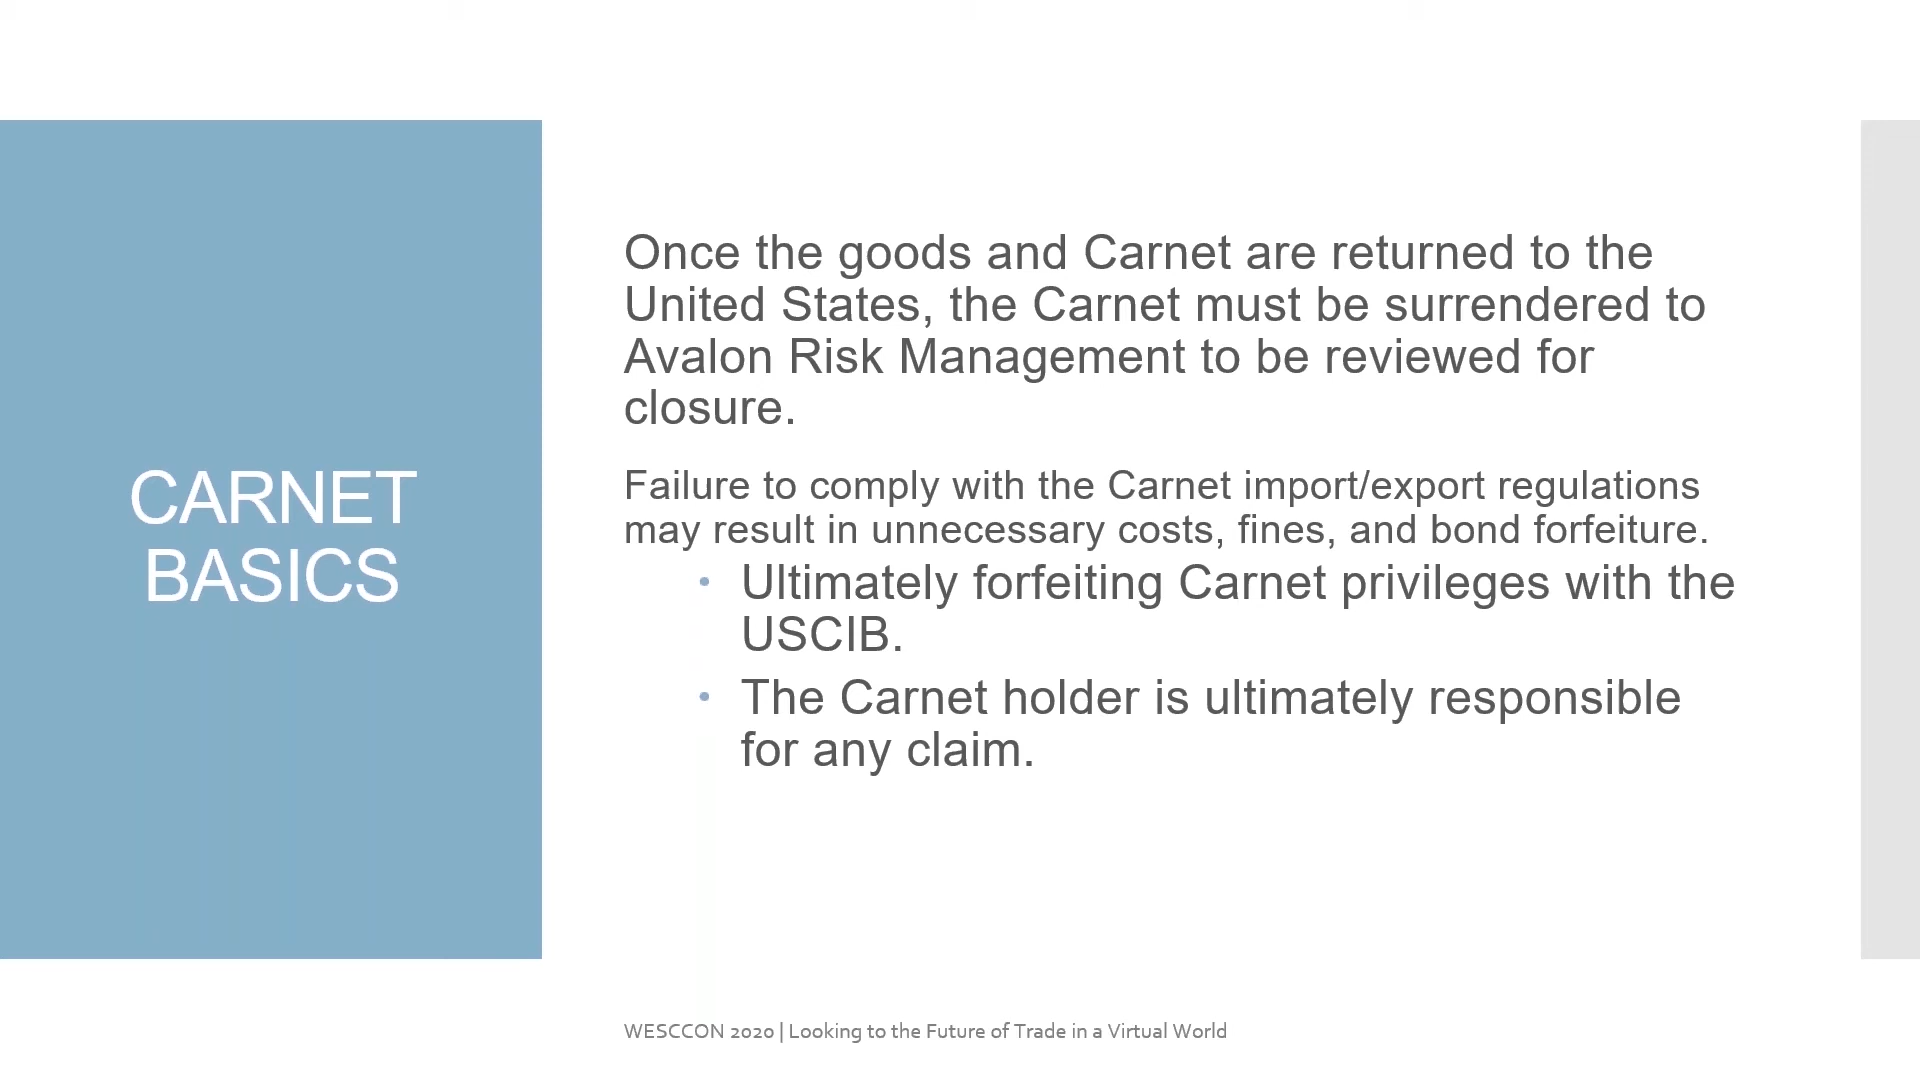 CARNET
BASICS
Once the goods and Carnet are returned to the
United States, the Carnet must be surrendered to
Avalon Risk Management to be reviewed for
closure.
Failure to comply with the Carnet import/export regulations
may result in unnecessary costs, fines, and bond forfeiture.
• Ultimately forfeiting Carnet privileges with the
USCIB.
• The Carnet holder is ultimately responsible
for any claim.
WESCCON 2020 | Looking to the Future of Trade in a Virtual World